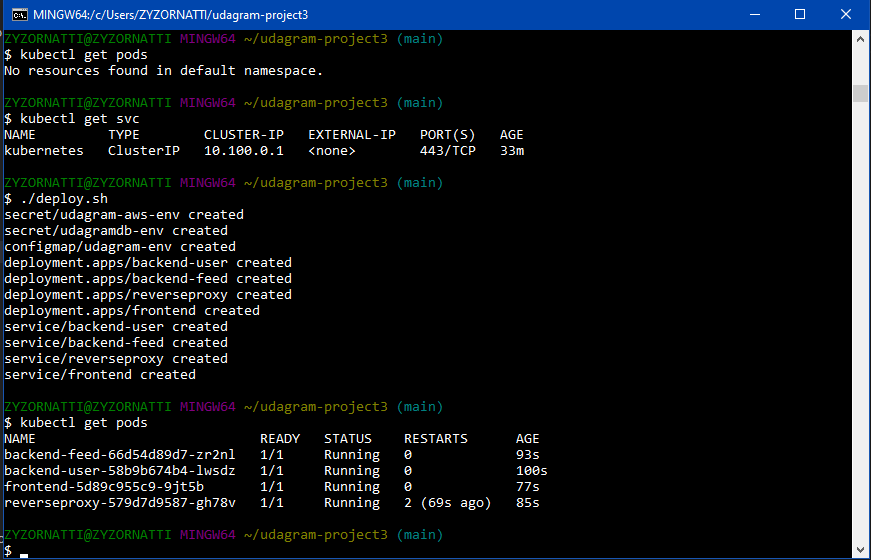 MINGW64:/c/Users/ZYZORNATTI/udagram-project3
ZYZORNATTI@ZYZORNATTI MINGW64 ~/udagram-project3 (main)
$ kubectl get pods
No resources found in default namespace.
ZYZORNATTI@ZYZORNATTI MINGW64 ~/udagram-project3 (main)
$ kubectl get svc
NAME         TYPE        CLUSTER-IP   EXTERNAL-IP   PORT(S)   AGE
kubernetes   ClusterIP   10.100.0.1   <none>        443/TCP   33m
ZYZORNATTI@ZYZORNATTI MINGW64 ~/udagram-project3 (main)
$ ./deploy.sh
secret/udagram-aws-env created
secret/udagramdb-env created
configmap/udagram-env created
deployment.apps/backend-user created
deployment.apps/backend-feed created
deployment.apps/reverseproxy created
deployment.apps/frontend created
service/backend-user created
service/backend-feed created
service/reverseproxy created
service/frontend created
ZYZORNATTI@ZYZORNATTI MINGW64 ~/udagram-project3 (main)
$ kubectl get pods
NAME                            READY   STATUS    RESTARTS      AGE
backend-feed-66d54d89d7-zr2nl   1/1     Running   0             93s
backend-user-58b9b674b4-lwsdz   1/1     Running   0             100s
frontend-5d89c955c9-9jt5b       1/1     Running   0             77s
reverseproxy-579d7d9587-gh78v   1/1     Running   2 (69s ago)   85s
ZYZORNATTI@ZYZORNATTI MINGW64 ~/udagram-project3 (main)
$